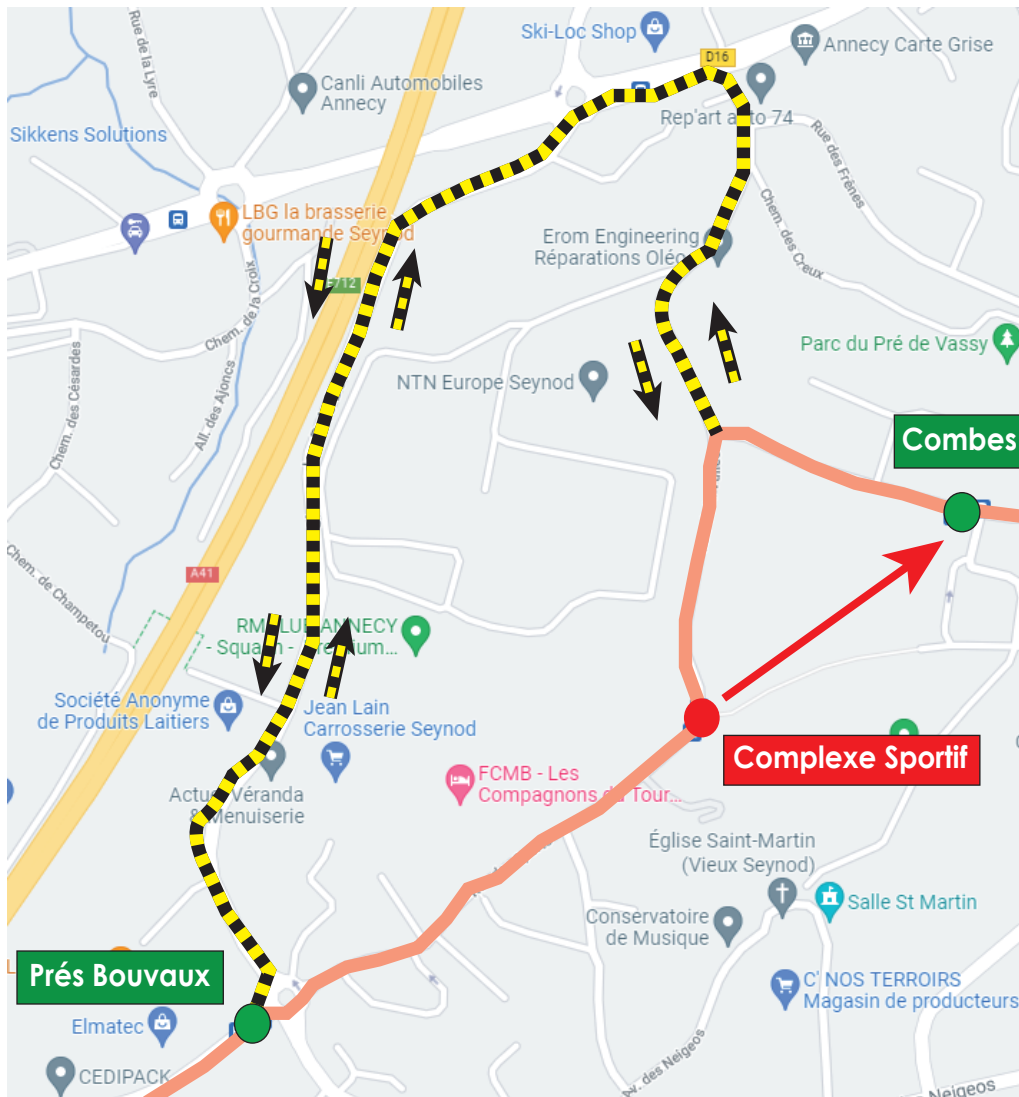 Rue de la Lyre
Ski-Loc Shop
D16
Annecy Carte Grise
Canli Automobiles
Annecy
Rep'art auto 74
Sikkens Solutions
Rue des Frênes
LBG la brasserie
gourmande Seynod
Erom Engineering
Réparations Oléo
Chem. des Creux
Chem. de la Croix
Parc du Pré de Vassy
NTN Europe Seynod
Chem. des Césardes
All. des Ajoncs
Combes
Chem. de Champetou
A41
Société Anonyme
de Produits Laitiers
Jean Lain
Carrosserie Seynod
Complexe Sportif
FCMB - Les
Compagnons du Tour...
Actuel Véranda
& Menuiserie
Église Saint-Martin
(Vieux Seynod)
Salle St Martin
Conservatoire
de Musique
Prés Bouvaux
C' NOS TERROIRS
Magasin de producteurs
Elmatec
CEDIPACK
Av. des Neigeos
Neigeos